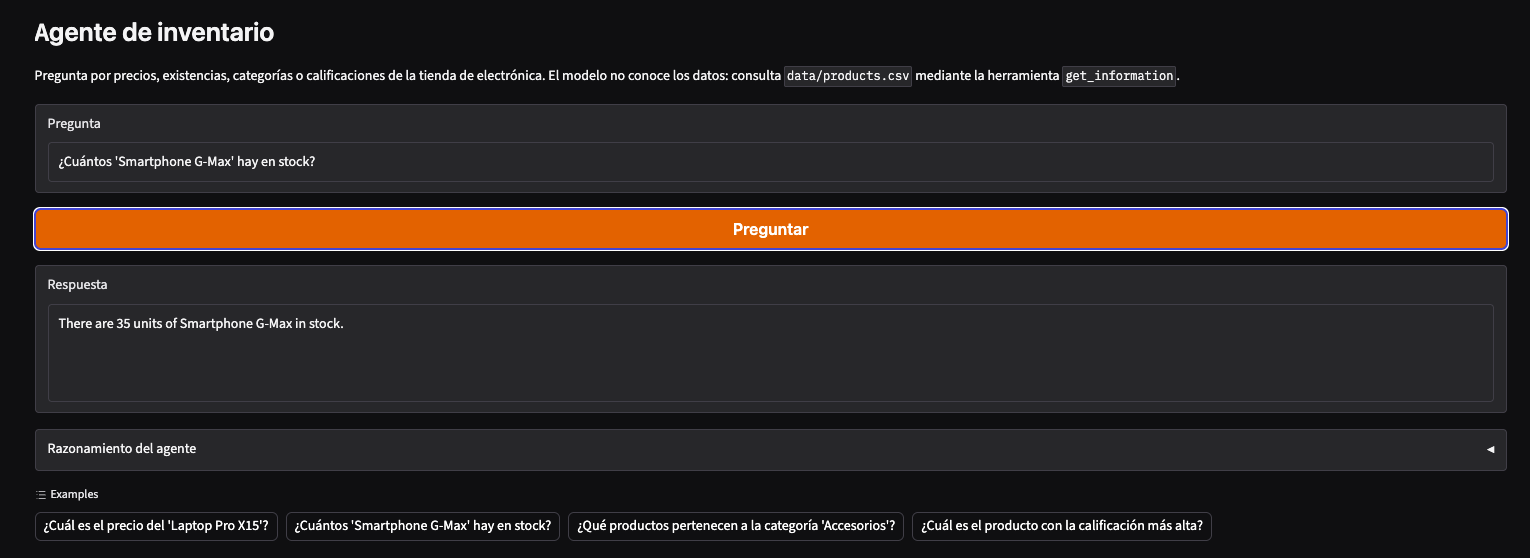 Agente de inventario
Pregunta por precios, existencias, categorías o calificaciones de la tienda de electrónica. El modelo no conoce los datos: consulta data/products.csv mediante la herramienta get_information.
Pregunta
¿Cuántos 'Smartphone G-Max' hay en stock?
Preguntar
Respuesta
There are 35 units of Smartphone G-Max in stock.
Razonamiento del agente
Examples
¿Cuál es el precio del 'Laptop Pro X15'?
¿Cuántos 'Smartphone G-Max' hay en stock?
¿Qué productos pertenecen a la categoría 'Accesorios'?
¿Cuál es el producto con la calificación más alta?